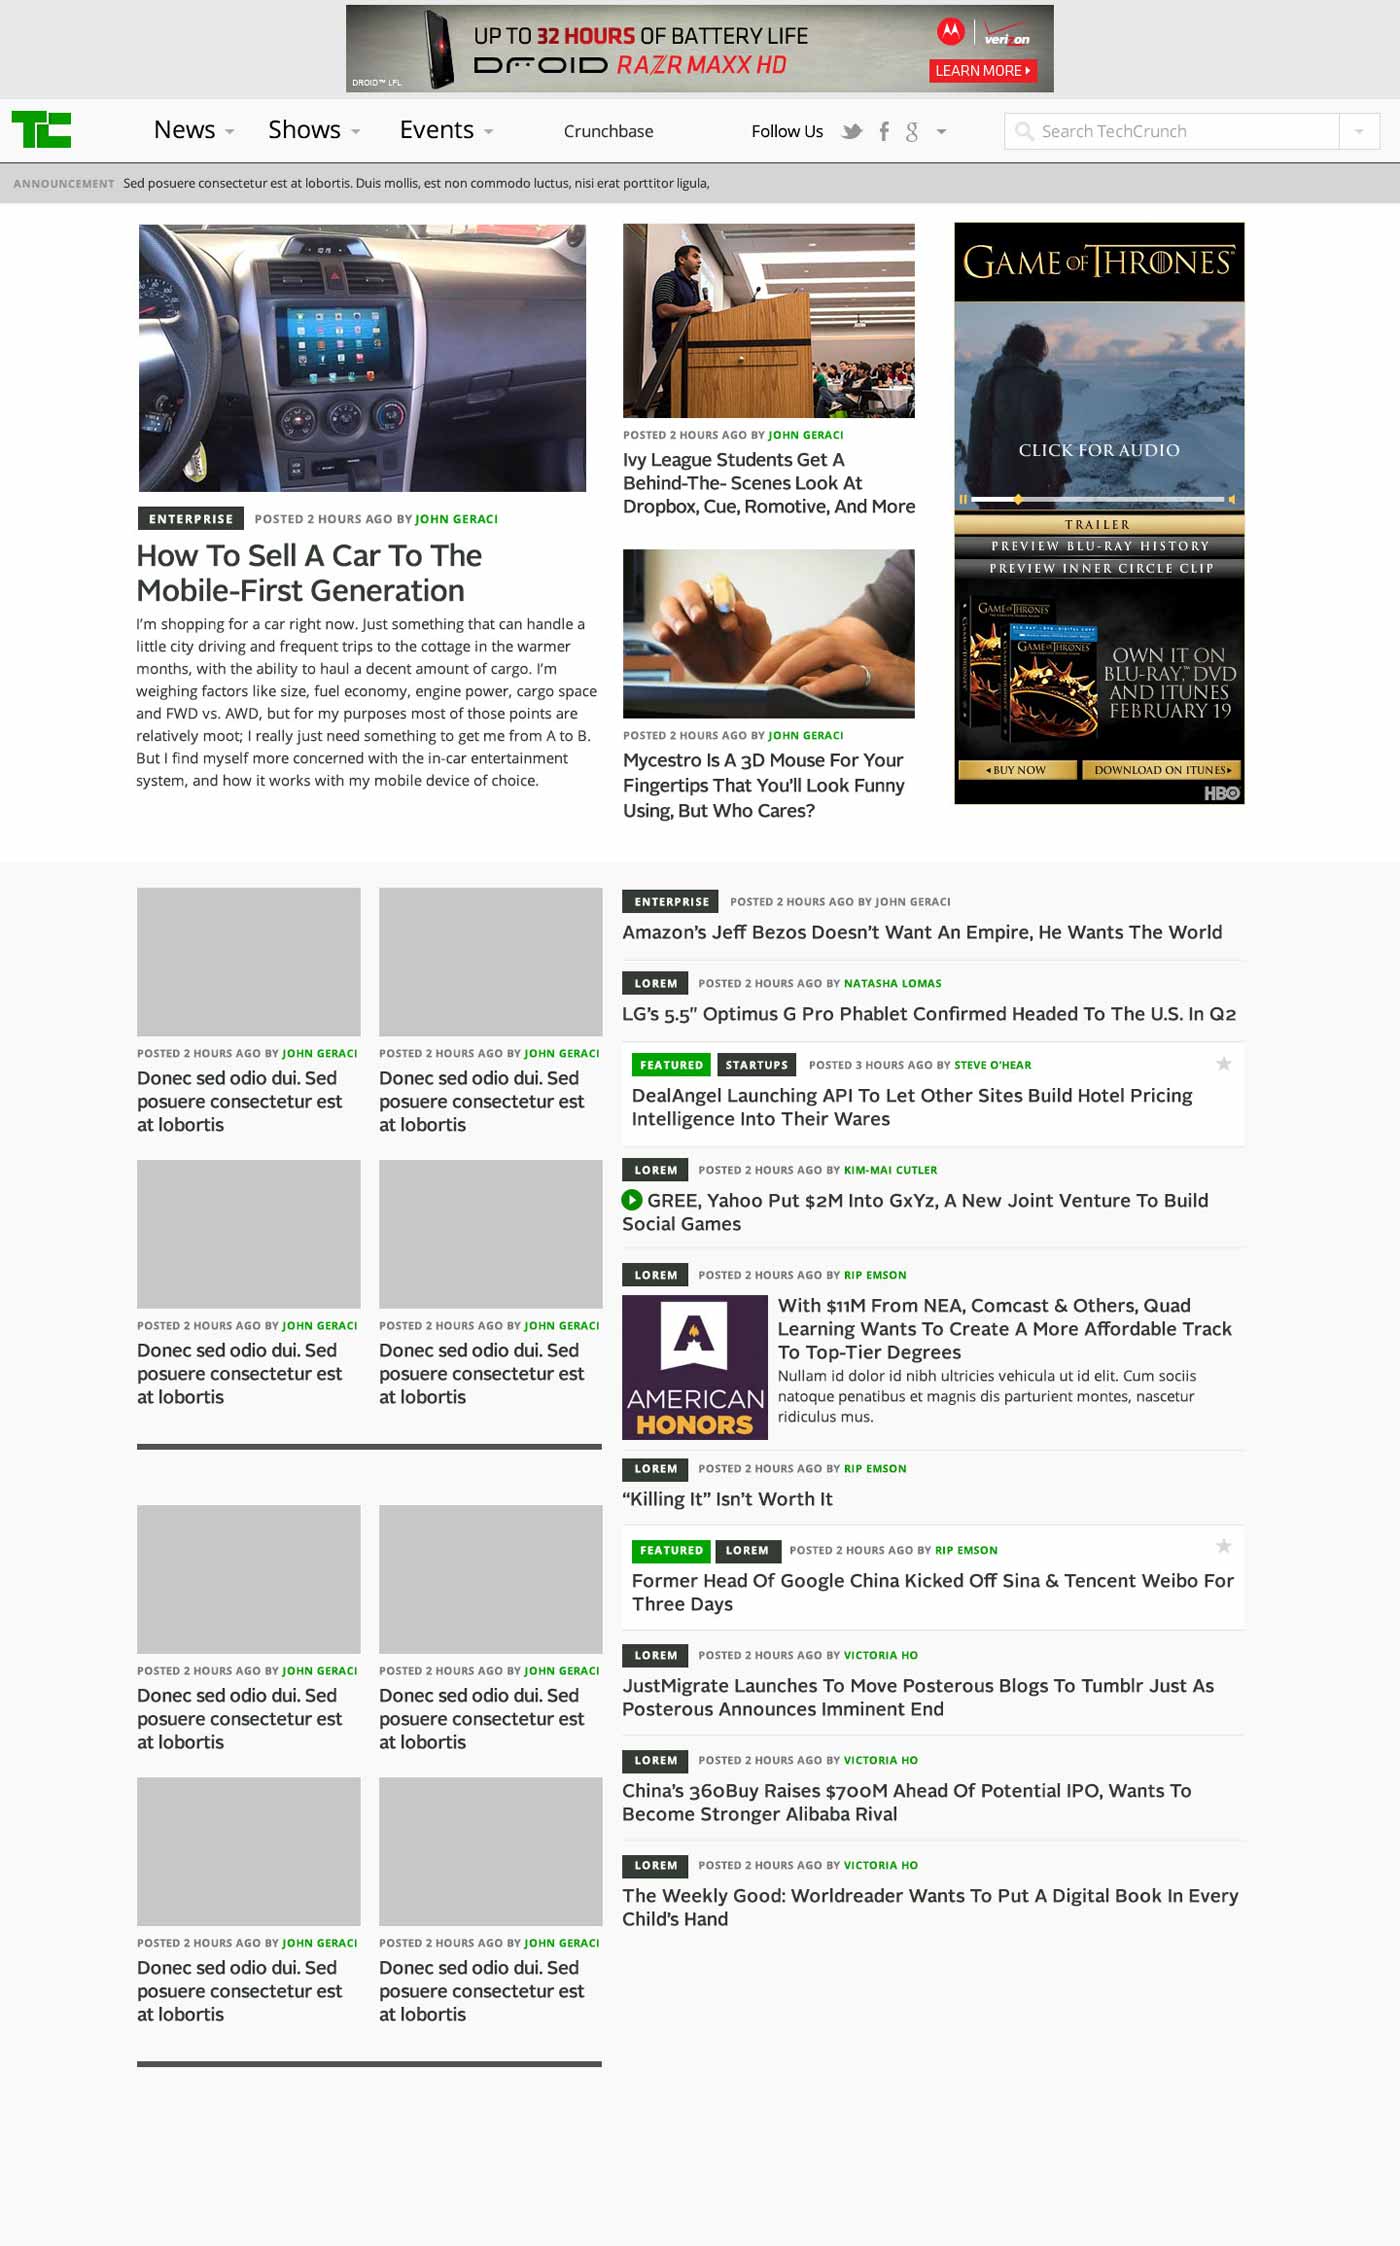 UP TO 32 HOURS OF BATTERY LIFE
DROID RAZR MAXX HD
DROID™ LFL
verizon
LEARN MORE
TC
News
Shows
Events
Crunchbase
Follow Us
Search TechCrunch
ANNOUNCEMENT Sed posuere consectetur est at lobortis. Duis mollis, est non commodo luctus, nisi erat porttitor ligula,
ENTERPRISE POSTED 2 HOURS AGO BY JOHN GERACI
How To Sell A Car To The
Mobile-First Generation
I'm shopping for a car right now. Just something that can handle a
little city driving and frequent trips to the cottage in the warmer
months, with the ability to haul a decent amount of cargo. I'm
weighing factors like size, fuel economy, engine power, cargo space
and FWD vs. AWD, but for my purposes most of those points are
relatively moot; I really just need something to get me from A to B.
But I find myself more concerned with the in-car entertainment
system, and how it works with my mobile device of choice.
POSTED 2 HOURS AGO BY JOHN GERACI
Ivy League Students Get A
Behind-The- Scenes Look At
Dropbox, Cue, Romotive, And More
POSTED 2 HOURS AGO BY JOHN GERACI
Mycestro Is A 3D Mouse For Your
Fingertips That You'll Look Funny
Using, But Who Cares?
GAME OF THRONES
CLICK FOR AUDIO
TRAILER
PREVIEW BLU-RAY HISTORY
PREVIEW INNER CIRCLE CLIP
GAME OF THRONES
GAME OF THRONES
OWN IT ON
BLU-RAY,™ DVD
AND ITUNES
FEBRUARY 19
BUY NOW
DOWNLOAD ON ITUNES
HBO
POSTED 2 HOURS AGO BY JOHN GERACI
Donec sed odio dui. Sed
posuere consectetur est
at lobortis
POSTED 2 HOURS AGO BY JOHN GERACI
Donec sed odio dui. Sed
posuere consectetur est
at lobortis
POSTED 2 HOURS AGO BY JOHN GERACI
Donec sed odio dui. Sed
posuere consectetur est
at lobortis
POSTED 2 HOURS AGO BY JOHN GERACI
Donec sed odio dui. Sed
posuere consectetur est
at lobortis
POSTED 2 HOURS AGO BY JOHN GERACI
Donec sed odio dui. Sed
posuere consectetur est
at lobortis
POSTED 2 HOURS AGO BY JOHN GERACI
Donec sed odio dui. Sed
posuere consectetur est
at lobortis
POSTED 2 HOURS AGO BY JOHN GERACI
Donec sed odio dui. Sed
posuere consectetur est
at lobortis
POSTED 2 HOURS AGO BY JOHN GERACI
Donec sed odio dui. Sed
posuere consectetur est
at lobortis
ENTERPRISE POSTED 2 HOURS AGO BY JOHN GERACI
Amazon's Jeff Bezos Doesn't Want An Empire, He Wants The World
LOREM POSTED 2 HOURS AGO BY NATASHA LOMAS
LG's 5.5" Optimus G Pro Phablet Confirmed Headed To The U.S. In Q2
FEATURED STARTUPS POSTED 3 HOURS AGO BY STEVE O'HEAR
DealAngel Launching API To Let Other Sites Build Hotel Pricing
Intelligence Into Their Wares
LOREM POSTED 2 HOURS AGO BY KIM-MAI CUTLER
GREE, Yahoo Put $2M Into GxYz, A New Joint Venture To Build
Social Games
LOREM POSTED 2 HOURS AGO BY RIP EMSON
A
AMERICAN
HONORS
With $11M From NEA, Comcast & Others, Quad
Learning Wants To Create A More Affordable Track
To Top-Tier Degrees
Nullam id dolor id nibh ultricies vehicula ut id elit. Cum sociis
natoque penatibus et magnis dis parturient montes, nascetur
ridiculus mus.
LOREM POSTED 2 HOURS AGO BY RIP EMSON
“Killing It” Isn't Worth It
FEATURED LOREM POSTED 2 HOURS AGO BY RIP EMSON
Former Head Of Google China Kicked Off Sina & Tencent Weibo For
Three Days
LOREM POSTED 2 HOURS AGO BY VICTORIA HO
JustMigrate Launches To Move Posterous Blogs To Tumblr Just As
Posterous Announces Imminent End
LOREM POSTED 2 HOURS AGO BY VICTORIA HO
China's 360Buy Raises $700M Ahead Of Potential IPO, Wants To
Become Stronger Alibaba Rival
LOREM POSTED 2 HOURS AGO BY VICTORIA HO
The Weekly Good: Worldreader Wants To Put A Digital Book In Every
Child's Hand